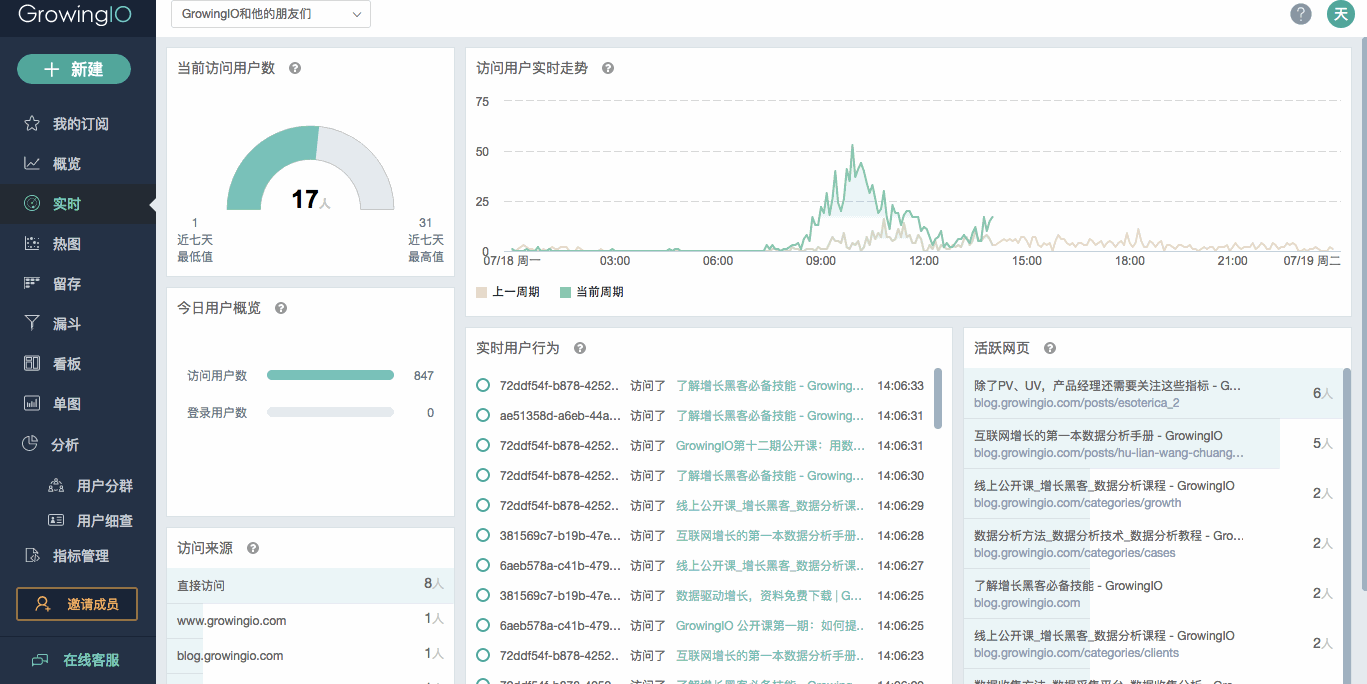 GrowingIO
GrowingIO和他的朋友们
?
天
新建
我的订阅
概览
实时
热图
留存
漏斗
看板
单图
分析
用户分群
用户细查
指标管理
邀请成员
在线客服
当前访问用户数 ?
17人
1
近七天
最低值
31
近七天
最高值
今日用户概览 ?
访问用户数 847
登录用户数 0
访问来源 ?
直接访问 8人
www.growingio.com 1人
blog.growingio.com 1人
访问用户实时走势 ?
75
50
25
0
07/18 周一 03:00 06:00 09:00 12:00 15:00 18:00 21:00 07/19 周二
上一周期 当前周期
实时用户行为 ?
72ddf54f-b878-4252.. 访问了 了解增长黑客必备技能 - Growing... 14:06:33
ae51358d-a6eb-44a... 访问了 了解增长黑客必备技能 - Growing... 14:06:31
72ddf54f-b878-4252.. 访问了 GrowingIO第十二期公开课：用数... 14:06:31
72ddf54f-b878-4252.. 访问了 了解增长黑客必备技能 - Growing... 14:06:30
72ddf54f-b878-4252.. 访问了 线上公开课_增长黑客_数据分析课.. 14:06:29
381569c7-b19b-47e... 访问了 互联网增长的第一本数据分析手册.. 14:06:28
6aeb578a-c41b-479... 访问了 线上公开课_增长黑客_数据分析课.. 14:06:27
381569c7-b19b-47e... 访问了 数据驱动增长，资料免费下载 | G... 14:06:25
6aeb578a-c41b-479... 访问了 GrowingIO 公开课第一期：如何提.. 14:06:25
72ddf54f-b878-4252.. 访问了 互联网增长的第一本数据分析手册.. 14:06:23
活跃网页 ?
除了PV、UV，产品经理还需要关注这些指标 - G... 6人
blog.growingio.com/posts/esoterica_2
互联网增长的第一本数据分析手册 - GrowingIO 5人
blog.growingio.com/posts/hu-lian-wang-chuang...
线上公开课_增长黑客_数据分析课程 - GrowingIO 2人
blog.growingio.com/categories/growth
数据分析方法_数据分析技术_数据分析教程 - Gro... 2人
blog.growingio.com/categories/cases
了解增长黑客必备技能 - GrowingIO 2人
blog.growingio.com
线上公开课_增长黑客_数据分析课程 - GrowingIO 2人
blog.growingio.com/categories/clients